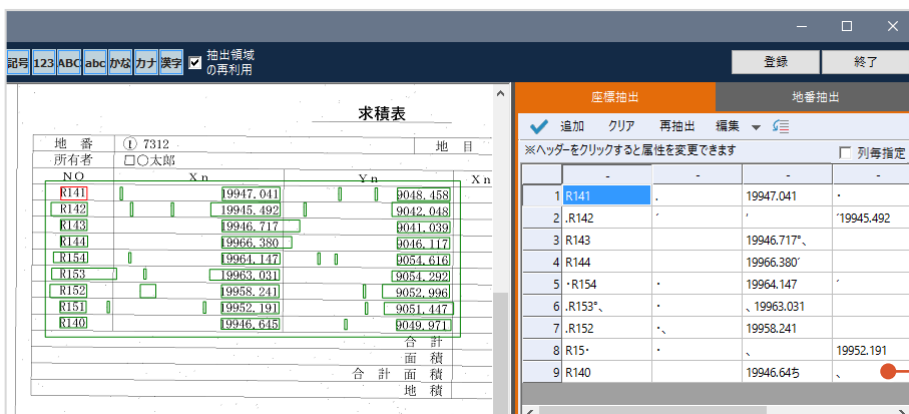 記号 123 ABC abc かな カナ 漢字 抽出領域の再利用
登録 終了
求積表
地 番 ① 7312 地 目
所有者 口〇太郎
NO Xn Yn Xn
R141 19947.041 9048.458
R142 19945.492 9042.048
R143 19946.717 9041.039
R144 19966.380 9046.117
R154 19964.147 9054.616
R153 19963.031 9054.292
R152 19958.241 9052.996
R151 19952.191 9051.447
R140 19946.645 9049.971
合 計
面 積
合 計 面 積
地 積
座標抽出 地番抽出
追加 クリア 再抽出 編集
※ヘッダーをクリックすると属性を変更できます 列毎指定
- - - -
1 R141 . 19947.041 ・
2 .R142 ′ ′ ′19945.492
3 R143 19946.717°、
4 R144 19966.380′
5 ・R154 ・ 19964.147 ′
6 .R153°、 ・ 、19963.031
7 .R152 ・、 19958.241
8 R15・ ・ 、 19952.191
9 R140 19946.645 、